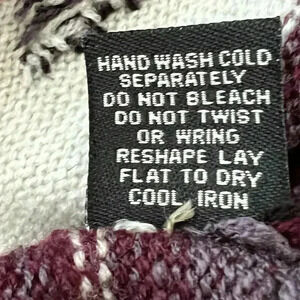 HAND WASH COLD
SEPARATELY
DO NOT BLEACH
DO NOT TWIST
OR WRING
RESHAPE LAY
FLAT TO DRY
COOL IRON